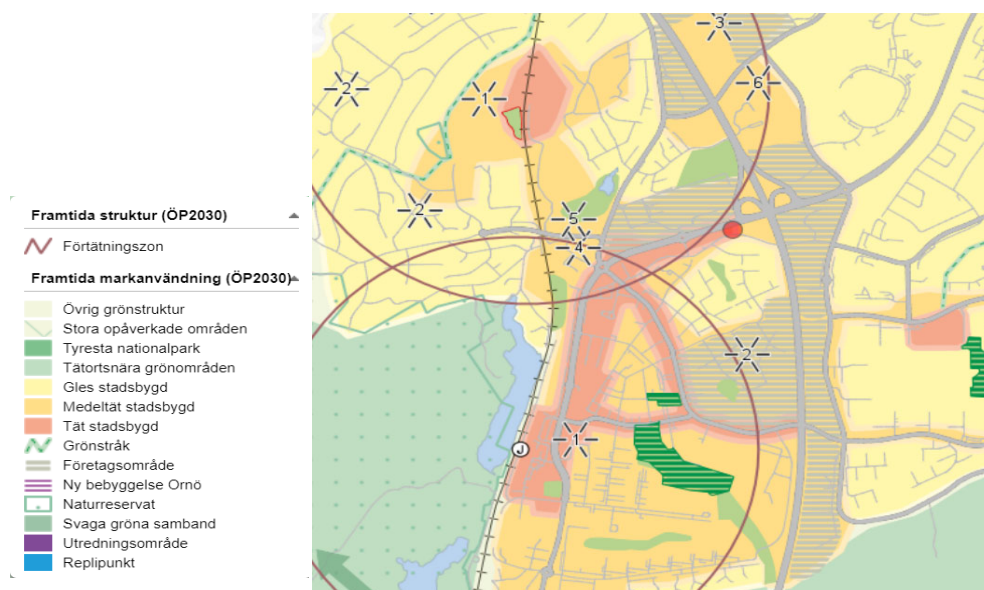 Framtida struktur (ÖP2030)
Förtätningszon
Framtida markanvändning (ÖP2030)
Övrig grönstruktur
Stora opåverkade områden
Tyresta nationalpark
Tätortsnära grönområden
Gles stadsbygd
Medeltät stadsbygd
Tät stadsbygd
Grönstråk
Företagsområde
Ny bebyggelse Ornö
Naturreservat
Svaga gröna samband
Utredningsområde
Replipunkt
3
2
1
6
2
5
4
2
1
J